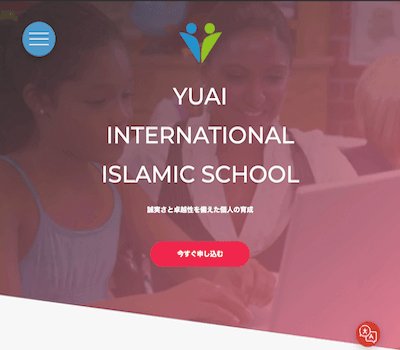 YUAI
INTERNATIONAL
ISLAMIC SCHOOL
誠実さと卓越性を備えた個人の育成
今すぐ申し込む